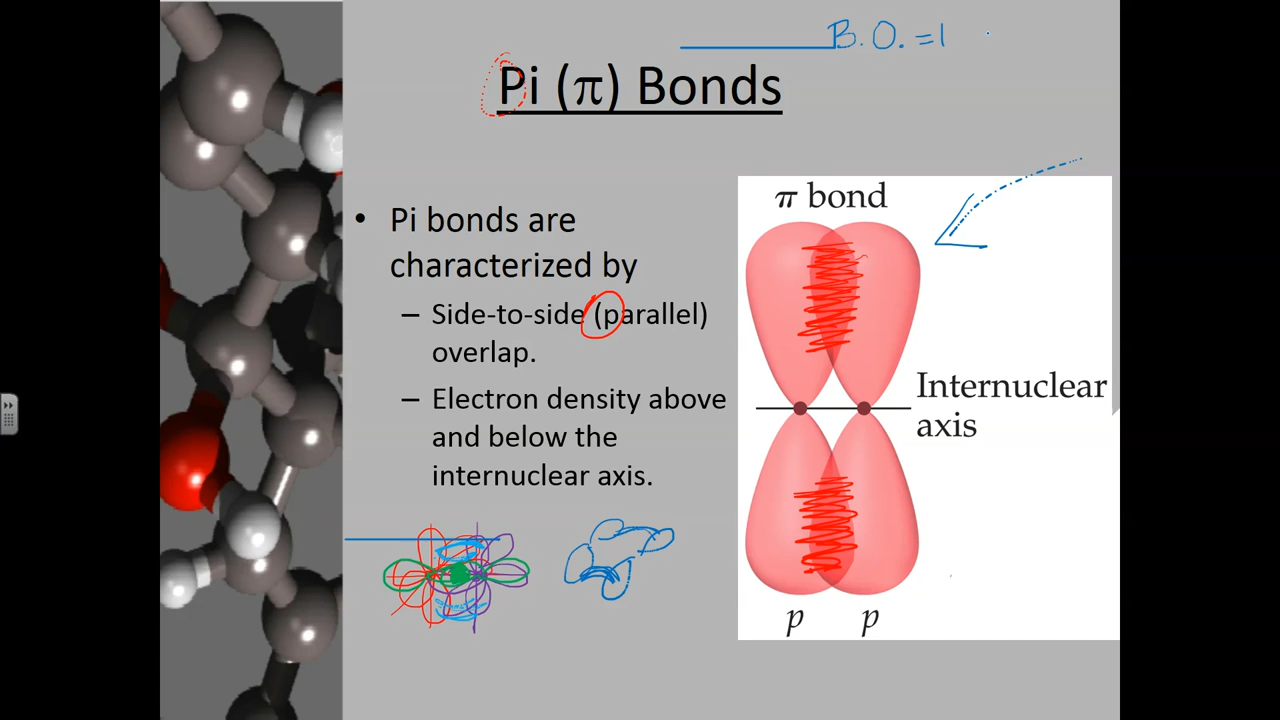 B. O. = 1
Pi (π) Bonds
• Pi bonds are
characterized by
– Side-to-side (parallel)
overlap.
– Electron density above
and below the
internuclear axis.
π bond
Internuclear
axis
p p